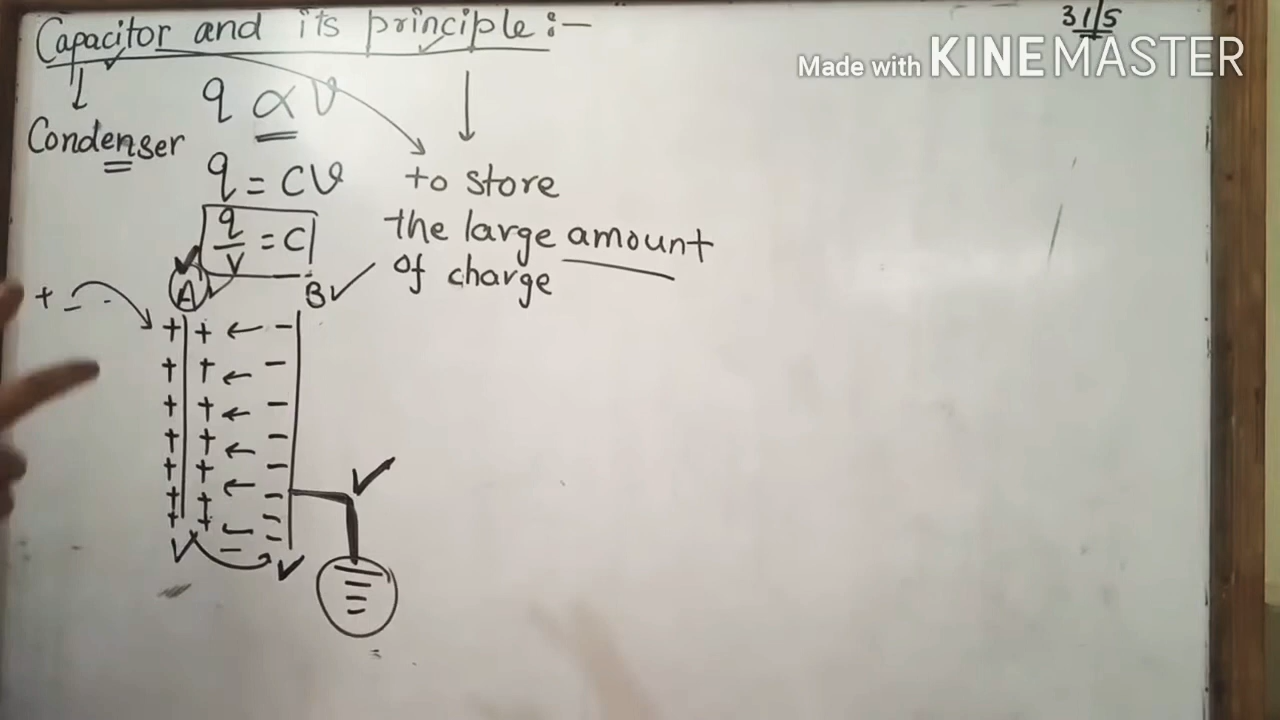 Capacitor and its principle :-
31/5
Made with KINEMASTER
q α V
Condenser
q = CV
to store
q/V = C
the large amount
of charge
A
B
+ - -
+ + ← -
+ + ← -
+ + ← -
+ + ← -
+ + ← -
+ + ← -
+ + ← -
-
V